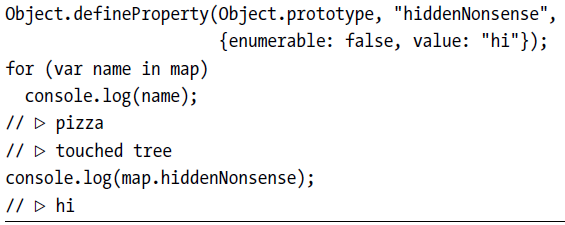 Object.defineProperty(Object.prototype, "hiddenNonsense",
                      {enumerable: false, value: "hi"});
for (var name in map)
  console.log(name);
// ▷ pizza
// ▷ touched tree
console.log(map.hiddenNonsense);
// ▷ hi